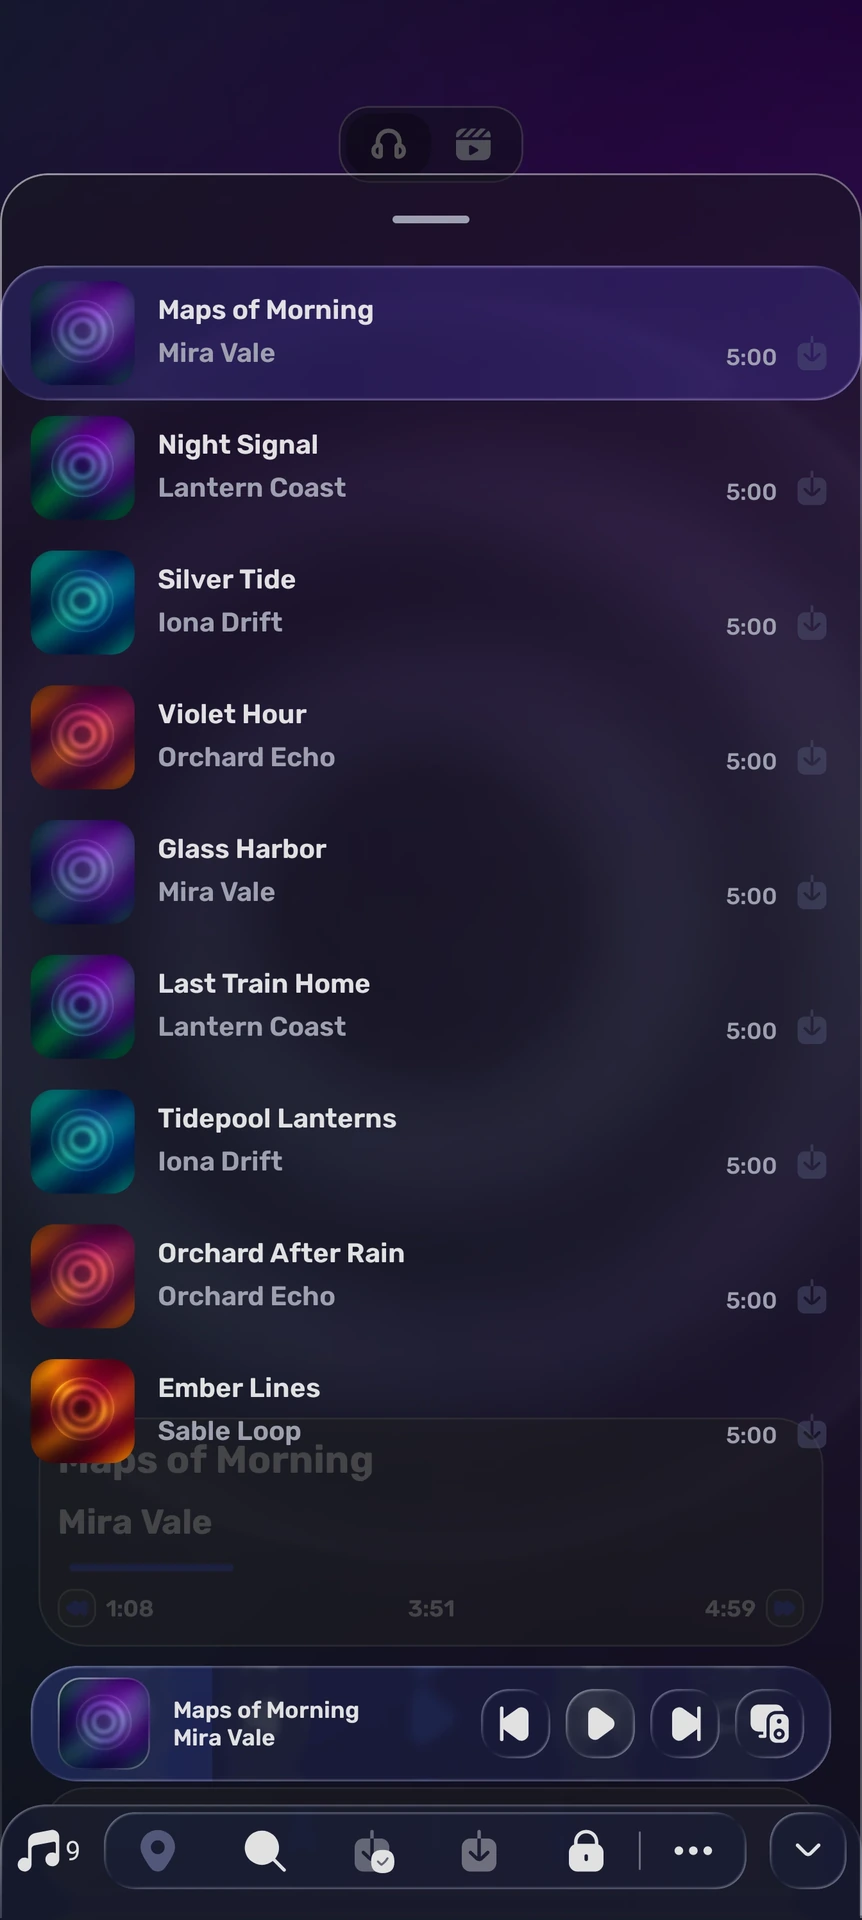 Maps of Morning
Mira Vale
5:00
Night Signal
Lantern Coast
5:00
Silver Tide
Iona Drift
5:00
Violet Hour
Orchard Echo
5:00
Glass Harbor
Mira Vale
5:00
Last Train Home
Lantern Coast
5:00
Tidepool Lanterns
Iona Drift
5:00
Orchard After Rain
Orchard Echo
5:00
Ember Lines
Sable Loop
5:00
Maps of Morning
Mira Vale
1:08 3:51 4:59
Maps of Morning
Mira Vale
9